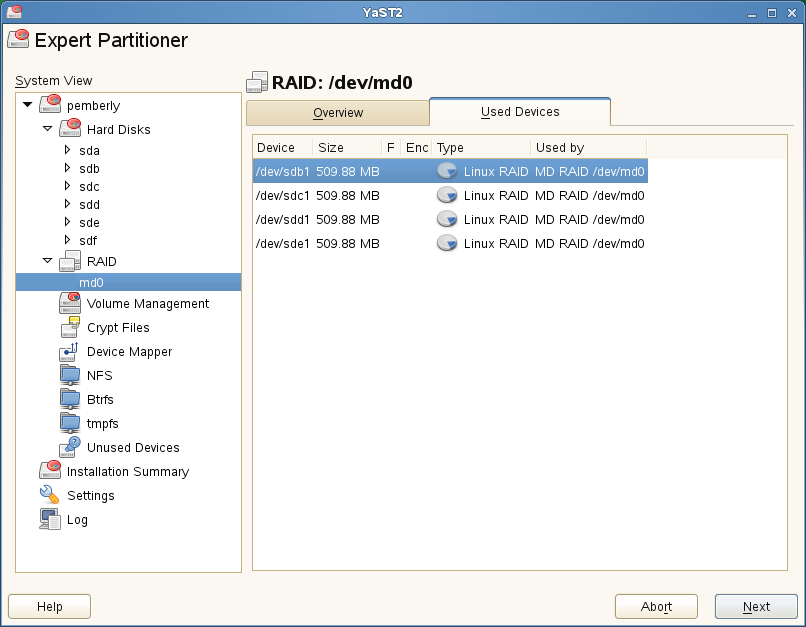 YaST2
Expert Partitioner
System View
pemberly
Hard Disks
sda
sdb
sdc
sdd
sde
sdf
RAID
md0
Volume Management
Crypt Files
Device Mapper
NFS
Btrfs
tmpfs
Unused Devices
Installation Summary
Settings
Log
RAID: /dev/md0
Overview Used Devices
Device Size F Enc Type Used by
/dev/sdb1 509.88 MB Linux RAID MD RAID /dev/md0
/dev/sdc1 509.88 MB Linux RAID MD RAID /dev/md0
/dev/sdd1 509.88 MB Linux RAID MD RAID /dev/md0
/dev/sde1 509.88 MB Linux RAID MD RAID /dev/md0
Help Abort Next